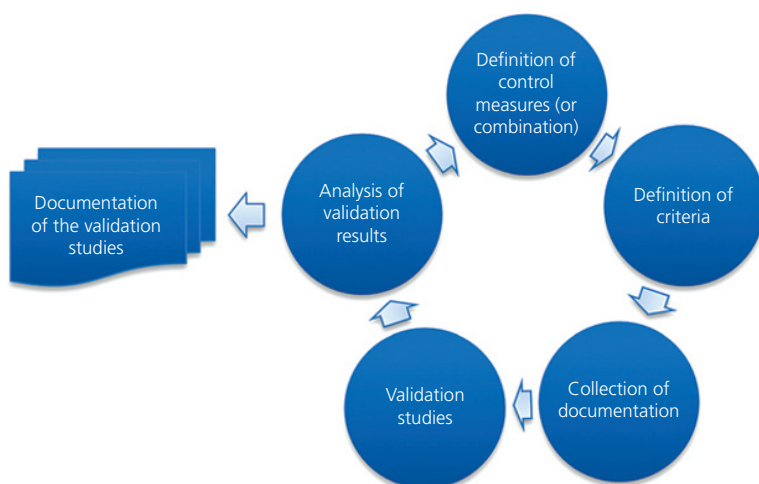 Definition of
control
measures (or
combination)
Definition of
criteria
Collection of
documentation
Validation
studies
Analysis of
validation
results
Documentation
of the validation
studies